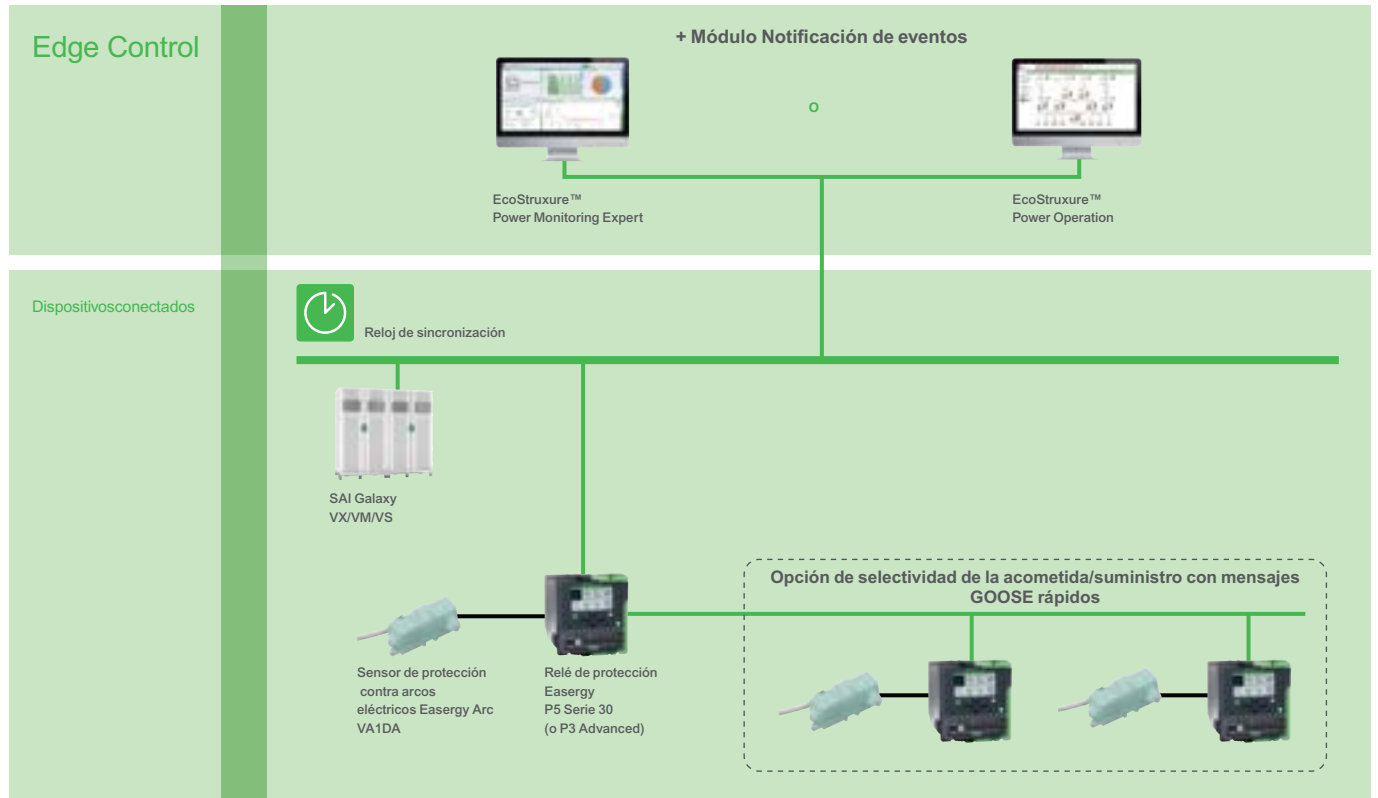 Edge Control
+ Módulo Notificación de eventos
O
EcoStruxure™
Power Monitoring Expert
EcoStruxure™
Power Operation
Dispositivosconectados
Reloj de sincronización
SAI Galaxy
VX/VM/VS
Opción de selectividad de la acometida/suministro con mensajes
GOOSE rápidos
Sensor de protección
contra arcos
eléctricos Easergy Arc
VA1DA
Relé de protección
Easergy
P5 Serie 30
(o P3 Advanced)